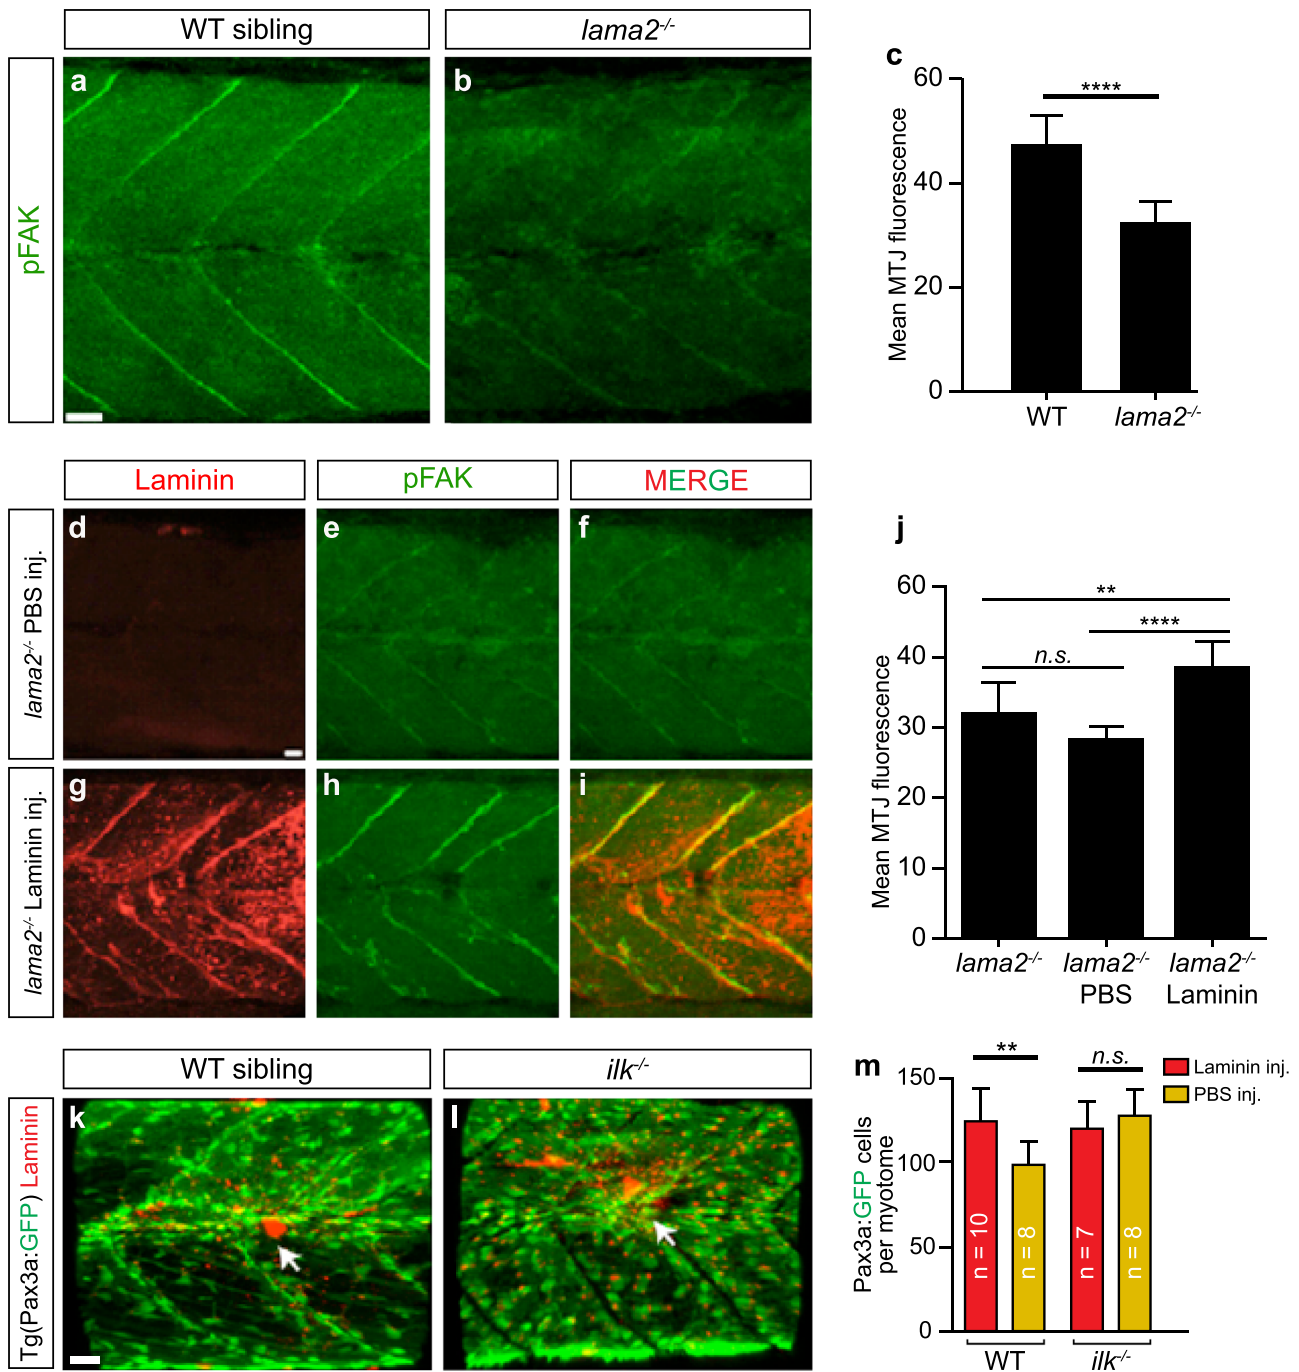 WT sibling
lama2-/-
pFAK
a
b
c
60
40
20
0
Mean MTJ fluorescence
****
WT
lama2-/-
Laminin
pFAK
MERGE
lama2-/- PBS inj.
d
e
f
lama2-/- Laminin inj.
g
h
i
j
60
50
40
30
20
10
0
Mean MTJ fluorescence
**
****
n.s.
lama2-/-
lama2-/-
PBS
lama2-/-
Laminin
WT sibling
ilk-/-
Tg(Pax3a:GFP) Laminin
k
l
m
150
100
50
0
Pax3a:GFP cells
per myotome
**
n.s.
Laminin inj.
PBS inj.
n = 10
n = 8
n = 7
n = 8
WT
ilk-/-